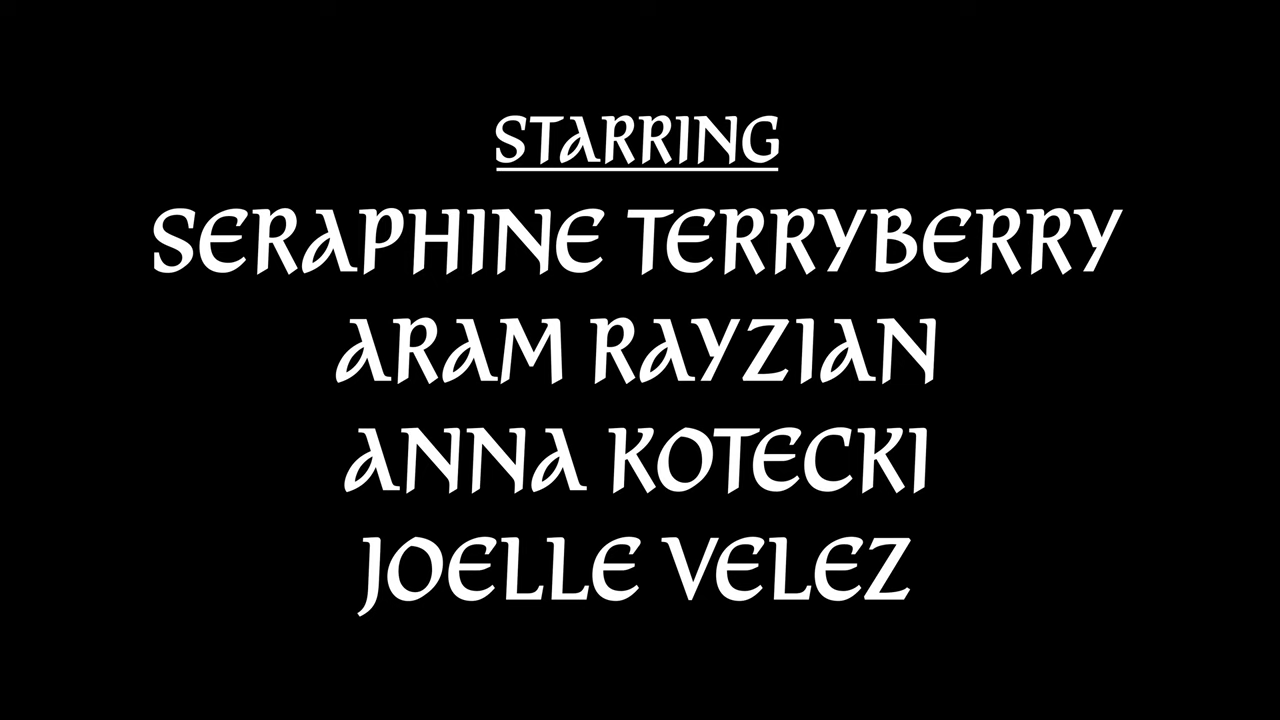 STARRING
SERAPHINE TERRYBERRY
ARAM RAYZIAN
ANNA KOTECKI
JOELLE VELEZ